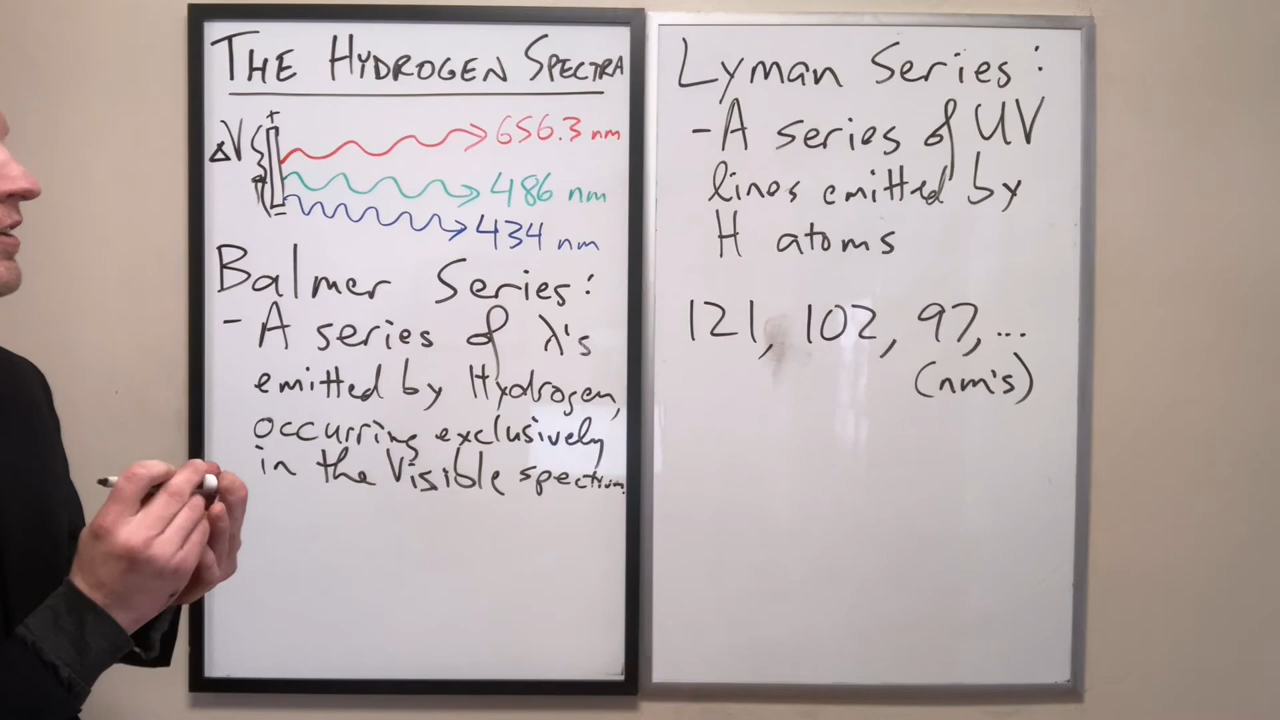 THE HYDROGEN SPECTRA
+
ΔV
-
656.3 nm
486 nm
434 nm
Balmer Series:
- A series of λ's
emitted by Hydrogen,
occurring exclusively
in the Visible spectrum.
Lyman Series:
- A series of UV
lines emitted by
H atoms
121, 102, 97, ...
(nm's)